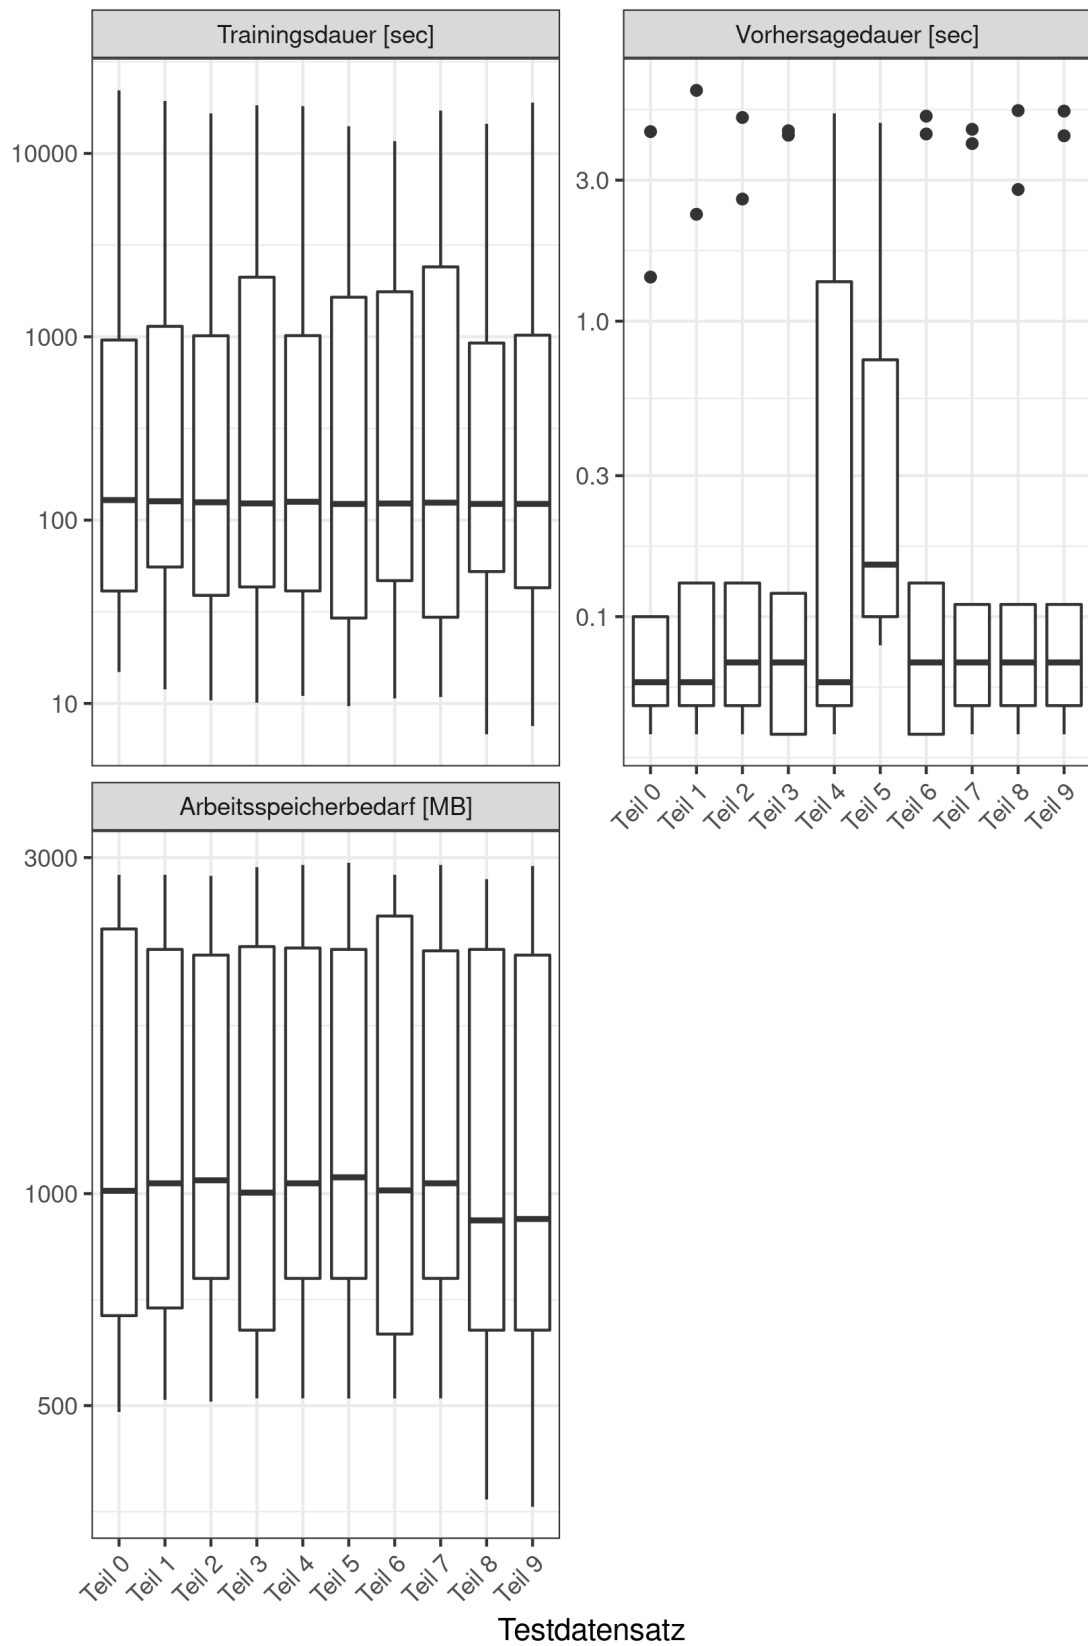 Trainingsdauer [sec]
10000
1000
100
10
Vorhersagedauer [sec]
3.0
1.0
0.3
0.1
Teil 0 Teil 1 Teil 2 Teil 3 Teil 4 Teil 5 Teil 6 Teil 7 Teil 8 Teil 9
Arbeitsspeicherbedarf [MB]
3000
1000
500
Teil 0 Teil 1 Teil 2 Teil 3 Teil 4 Teil 5 Teil 6 Teil 7 Teil 8 Teil 9
Testdatensatz